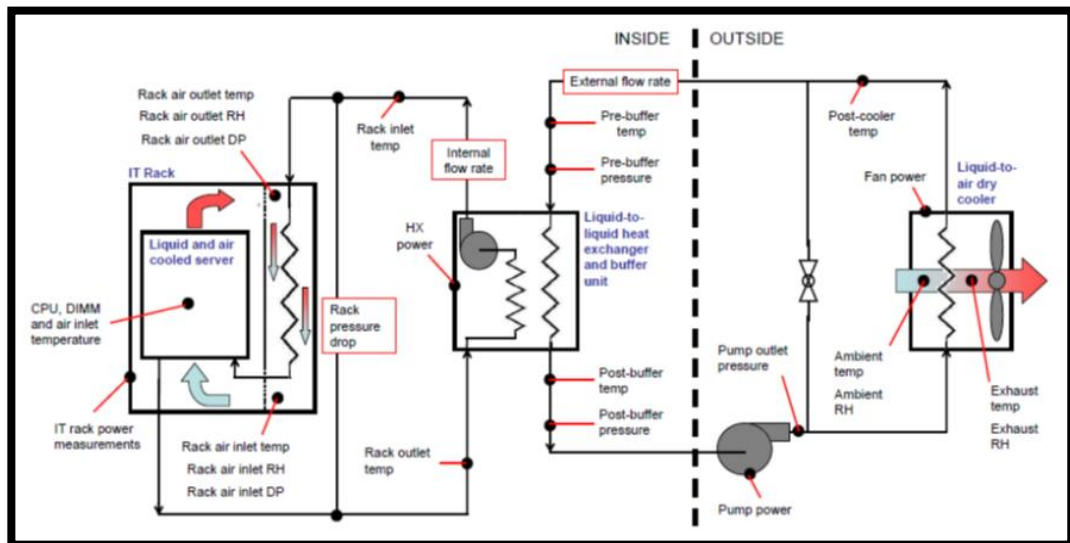 INSIDE
OUTSIDE
Rack air outlet temp
Rack air outlet RH
Rack air outlet DP
IT Rack
Rack inlet
temp
Internal
flow rate
External flow rate
Pre-buffer
temp
Pre-buffer
pressure
Post-cooler
temp
Fan power
Liquid-to-
air dry
cooler
Liquid and air
cooled server
HX
power
Liquid-to-
liquid heat
exchanger
and buffer
unit
CPU, DIMM
and air inlet
temperature
Rack
pressure
drop
Pump outlet
pressure
Ambient
temp
Ambient
RH
Exhaust
temp
Exhaust
RH
Post-buffer
temp
Post-buffer
pressure
IT rack power
measurements
Rack air inlet temp
Rack air inlet RH
Rack air inlet DP
Rack outlet
temp
Pump power